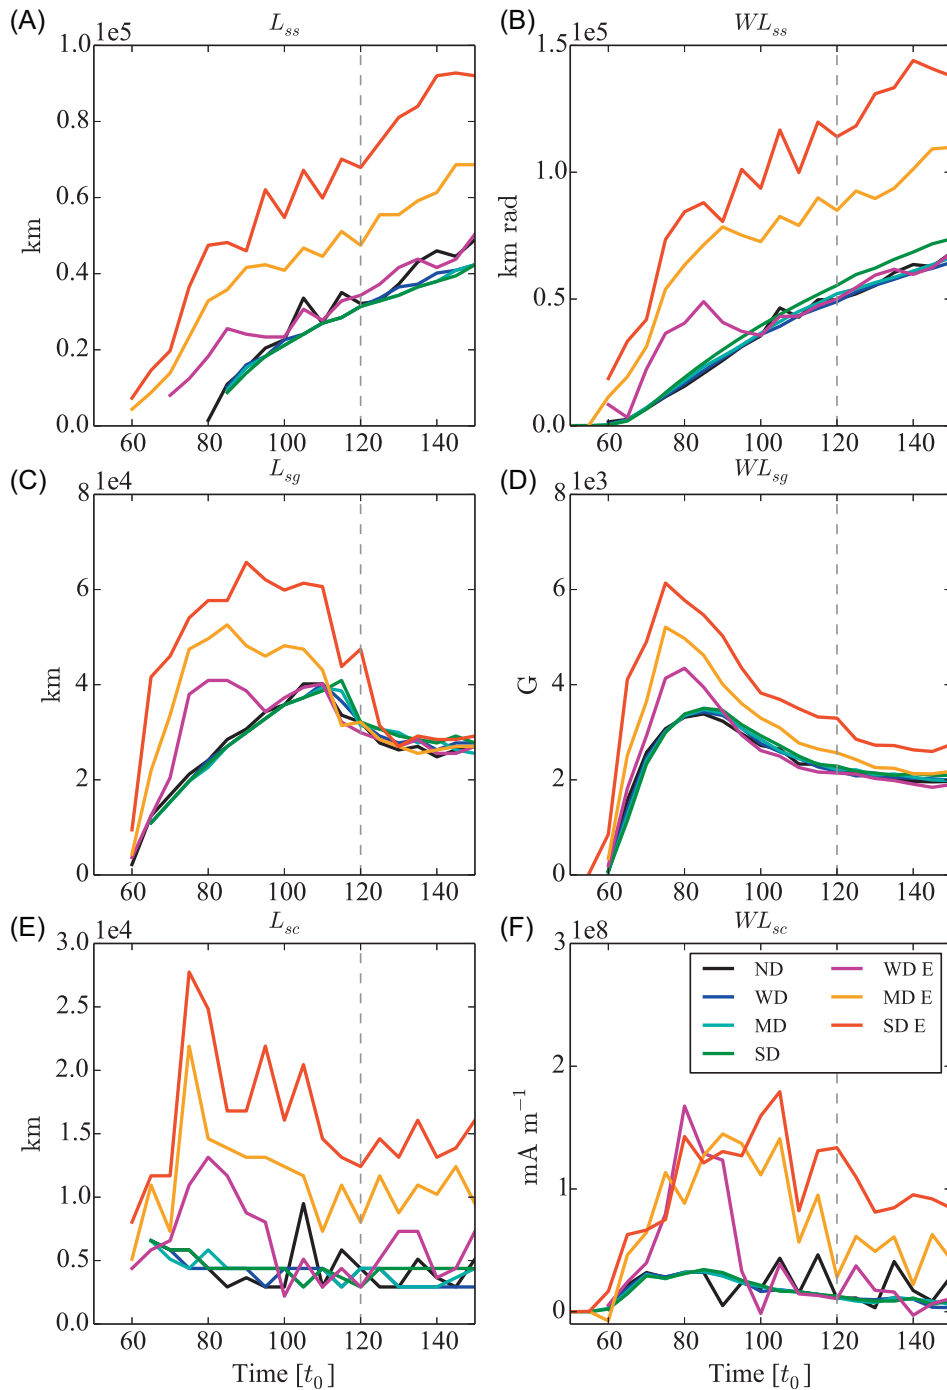 (A) L_ss
1.0 1e5
0.8
0.6
0.4
0.2
0.0
km
60 80 100 120 140
(B) WL_ss
1.5 1e5
1.0
0.5
0.0
km rad
60 80 100 120 140
(C) L_sg
8 1e4
6
4
2
0
km
60 80 100 120 140
(D) WL_sg
8 1e3
6
4
2
0
G
60 80 100 120 140
(E) L_sc
3.0 1e4
2.5
2.0
1.5
1.0
0.5
0.0
km
60 80 100 120 140
Time [t_0]
(F) WL_sc
3 1e8
2
1
0
mA m^−1
ND WD E
WD MD E
MD SD E
SD
60 80 100 120 140
Time [t_0]